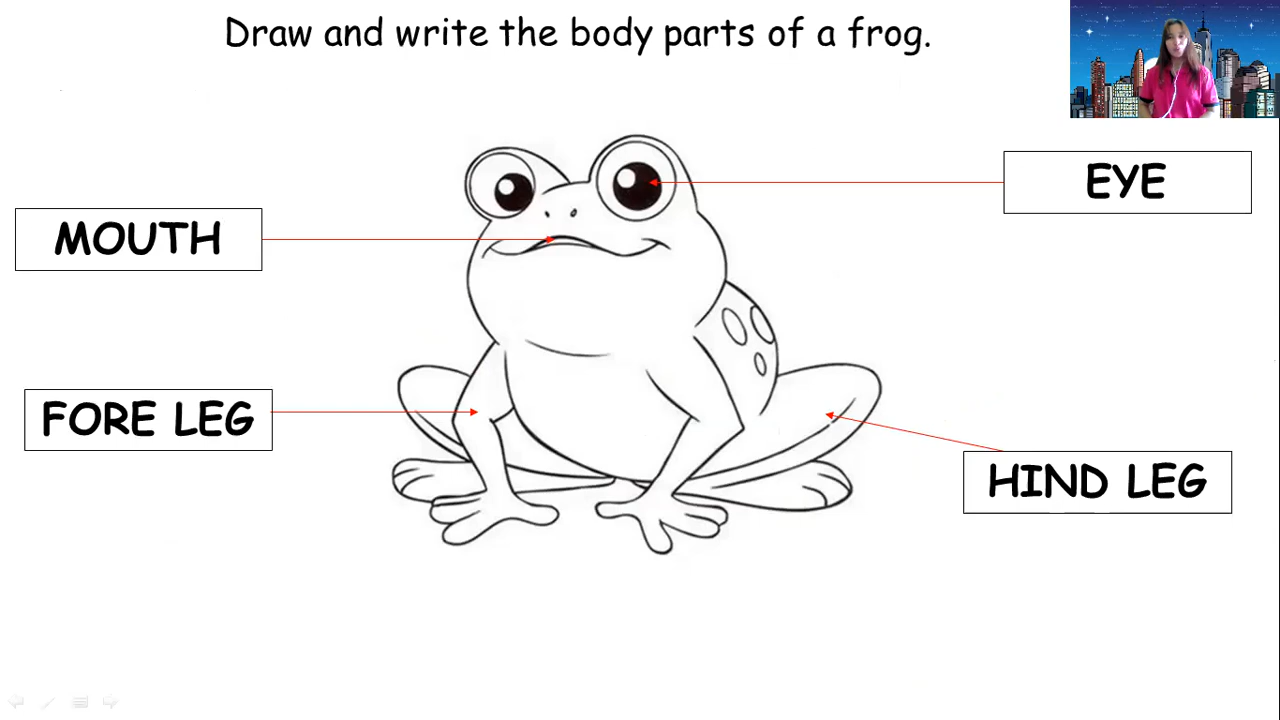 Draw and write the body parts of a frog.
EYE
MOUTH
FORE LEG
HIND LEG